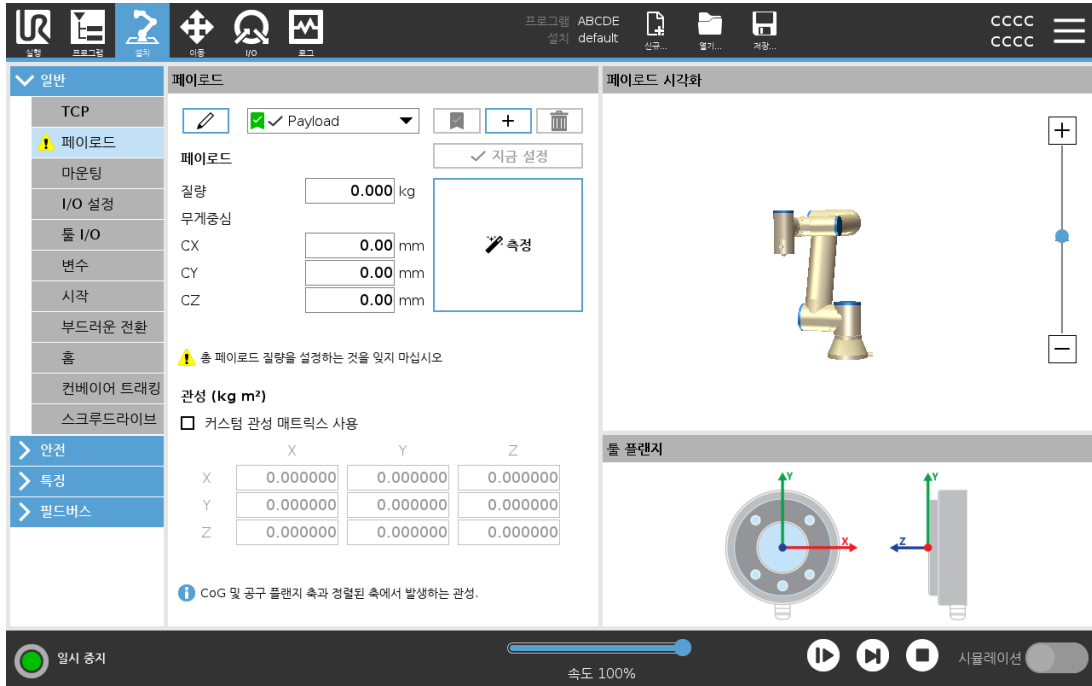 UR
실행
프로그램
설치
이동
I/O
로그
프로그램 ABCDE
설치 default
신규...
열기...
저장...
CCCC
CCCC
일반
TCP
페이로드
마운팅
I/O 설정
툴 I/O
변수
시작
부드러운 전환
홈
컨베이어 트래킹
스크루드라이브
안전
특징
필드버스
페이로드
Payload
페이로드
지금 설정
질량 0.000 kg
무게중심
CX 0.00 mm
CY 0.00 mm
CZ 0.00 mm
측정
총 페이로드 질량을 설정하는 것을 잊지 마십시오
관성 (kg m²)
커스텀 관성 매트릭스 사용
X Y Z
X 0.000000 0.000000 0.000000
Y 0.000000 0.000000 0.000000
Z 0.000000 0.000000 0.000000
CoG 및 공구 플랜지 축과 정렬된 축에서 발생하는 관성.
페이로드 시각화
툴 플랜지
Y
X
Y
Z
일시 중지
속도 100%
시뮬레이션